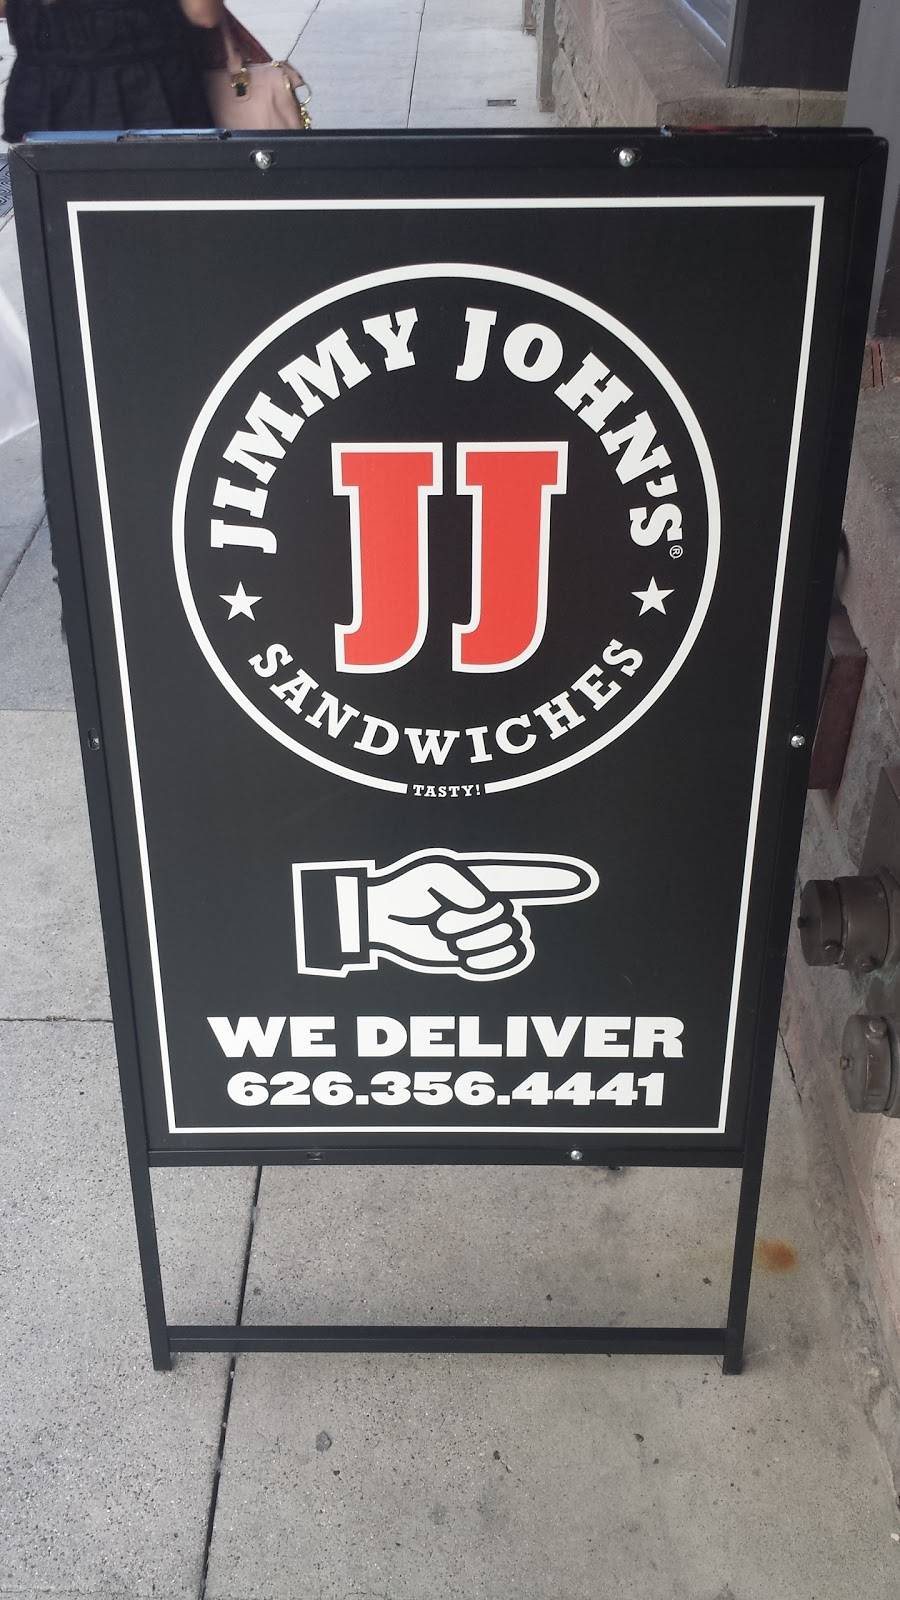 JIMMY JOHN'S®
JJ
★ SANDWICHES ★
TASTY!
WE DELIVER
626.356.4441